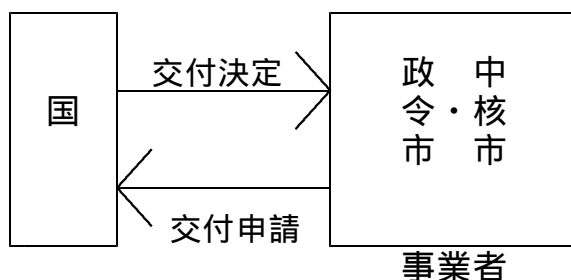 国
交付決定
交付申請
政令市・中核市
事業者